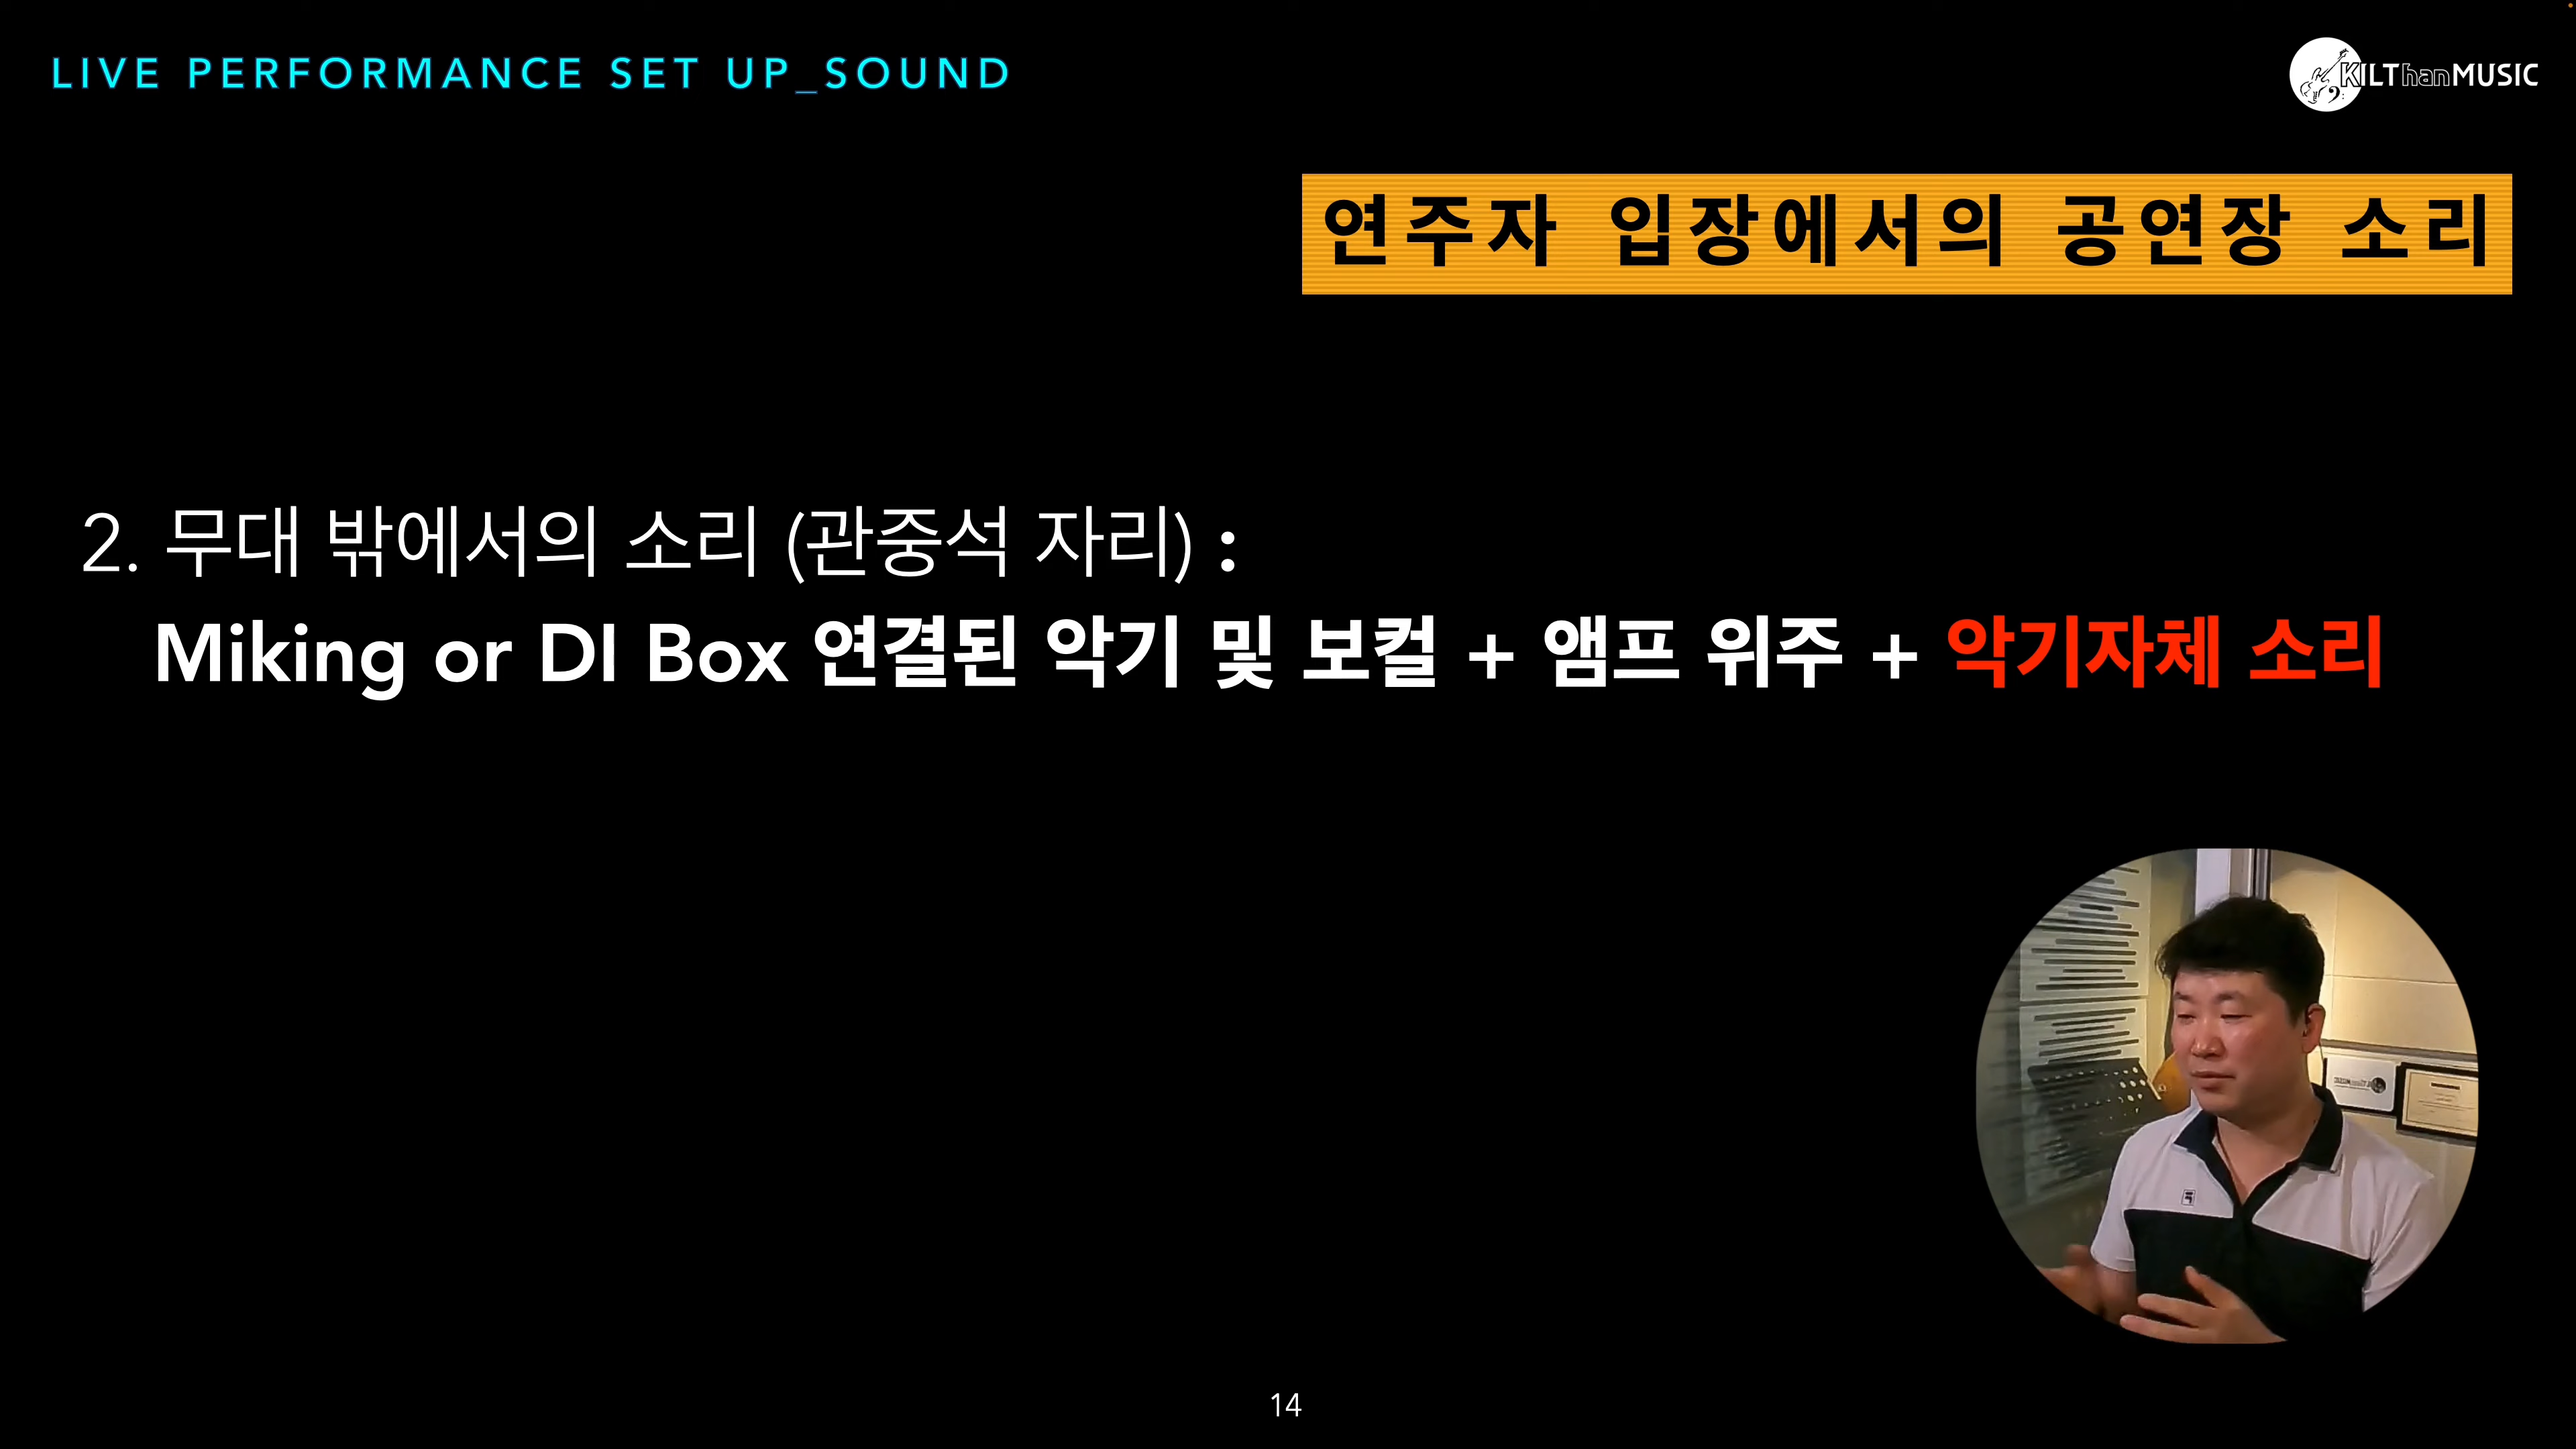 LIVE PERFORMANCE SET UP_SOUND
KILThanMUSIC
연주자 입장에서의 공연장 소리
2. 무대 밖에서의 소리 (관중석 자리) :
Miking or DI Box 연결된 악기 및 보컬 + 앰프 위주 + 악기자체 소리
14